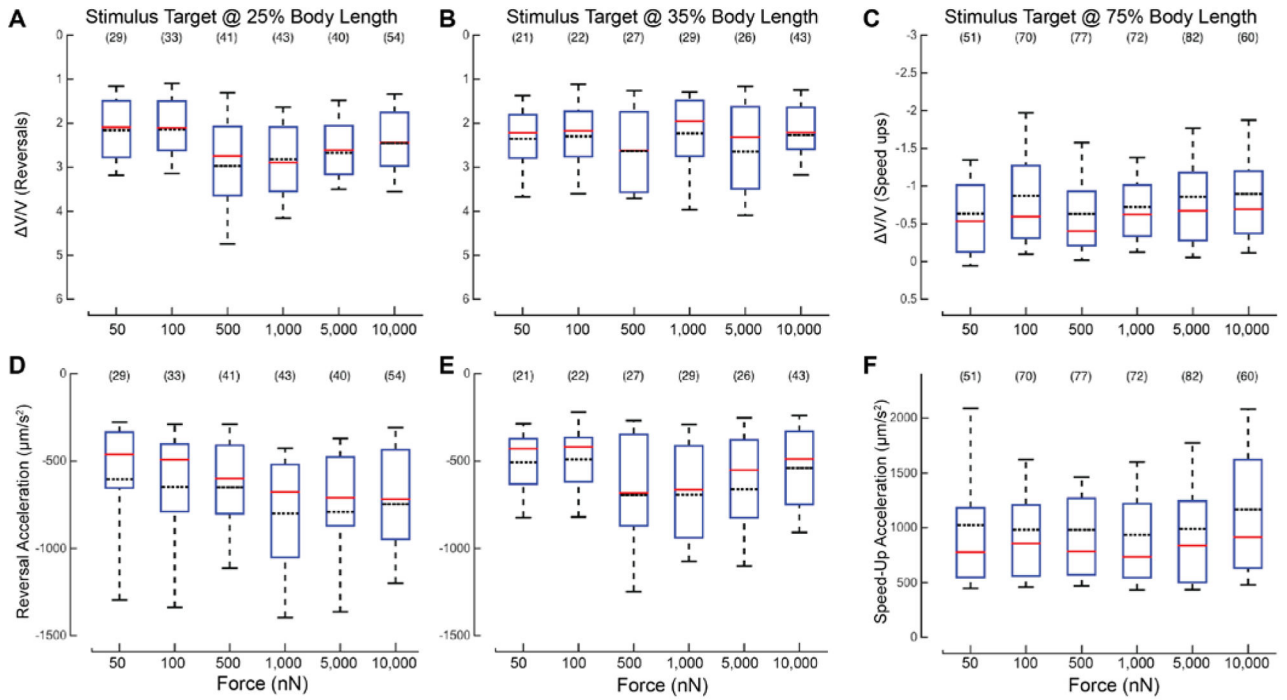 A Stimulus Target @ 25% Body Length
(29) (33) (41) (43) (40) (54)
ΔV/V (Reversals)
0
1
2
3
4
5
6
50 100 500 1,000 5,000 10,000
B Stimulus Target @ 35% Body Length
(21) (22) (27) (29) (26) (43)
0
1
2
3
4
5
6
50 100 500 1,000 5,000 10,000
C Stimulus Target @ 75% Body Length
(51) (70) (77) (72) (82) (60)
ΔV/V (Speed ups)
-3
-2
-1
-1
-0.5
0
0.5
50 100 500 1,000 5,000 10,000
D
(29) (33) (41) (43) (40) (54)
Reversal Acceleration (µm/s²)
0
-500
-1000
-1500
50 100 500 1,000 5,000 10,000
Force (nN)
E
(21) (22) (27) (29) (26) (43)
0
-500
-1000
-1500
50 100 500 1,000 5,000 10,000
Force (nN)
F
(51) (70) (77) (72) (82) (60)
Speed-Up Acceleration (µm/s²)
2000
1500
1000
500
0
50 100 500 1,000 5,000 10,000
Force (nN)